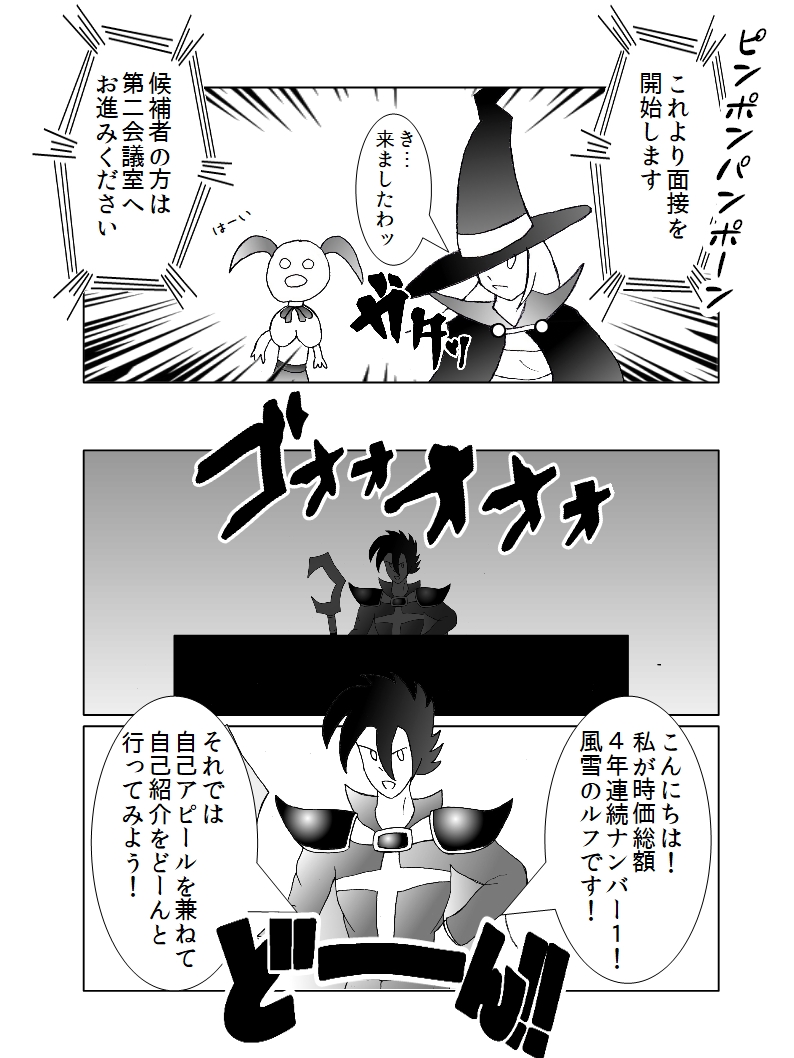 ピンポンパンポーン
これより面接を
開始します
き…
来ましたわッ
ガチャッ
はーい
候補者の方は
第二会議室へ
お進みください
ゴオオオオオ
こんにちは！
私が時価総額
４年連続ナンバー１！
風雪のルフです！
それでは
自己アピールを兼ねて
自己紹介をどーんと
行ってみよう！
どーん!!